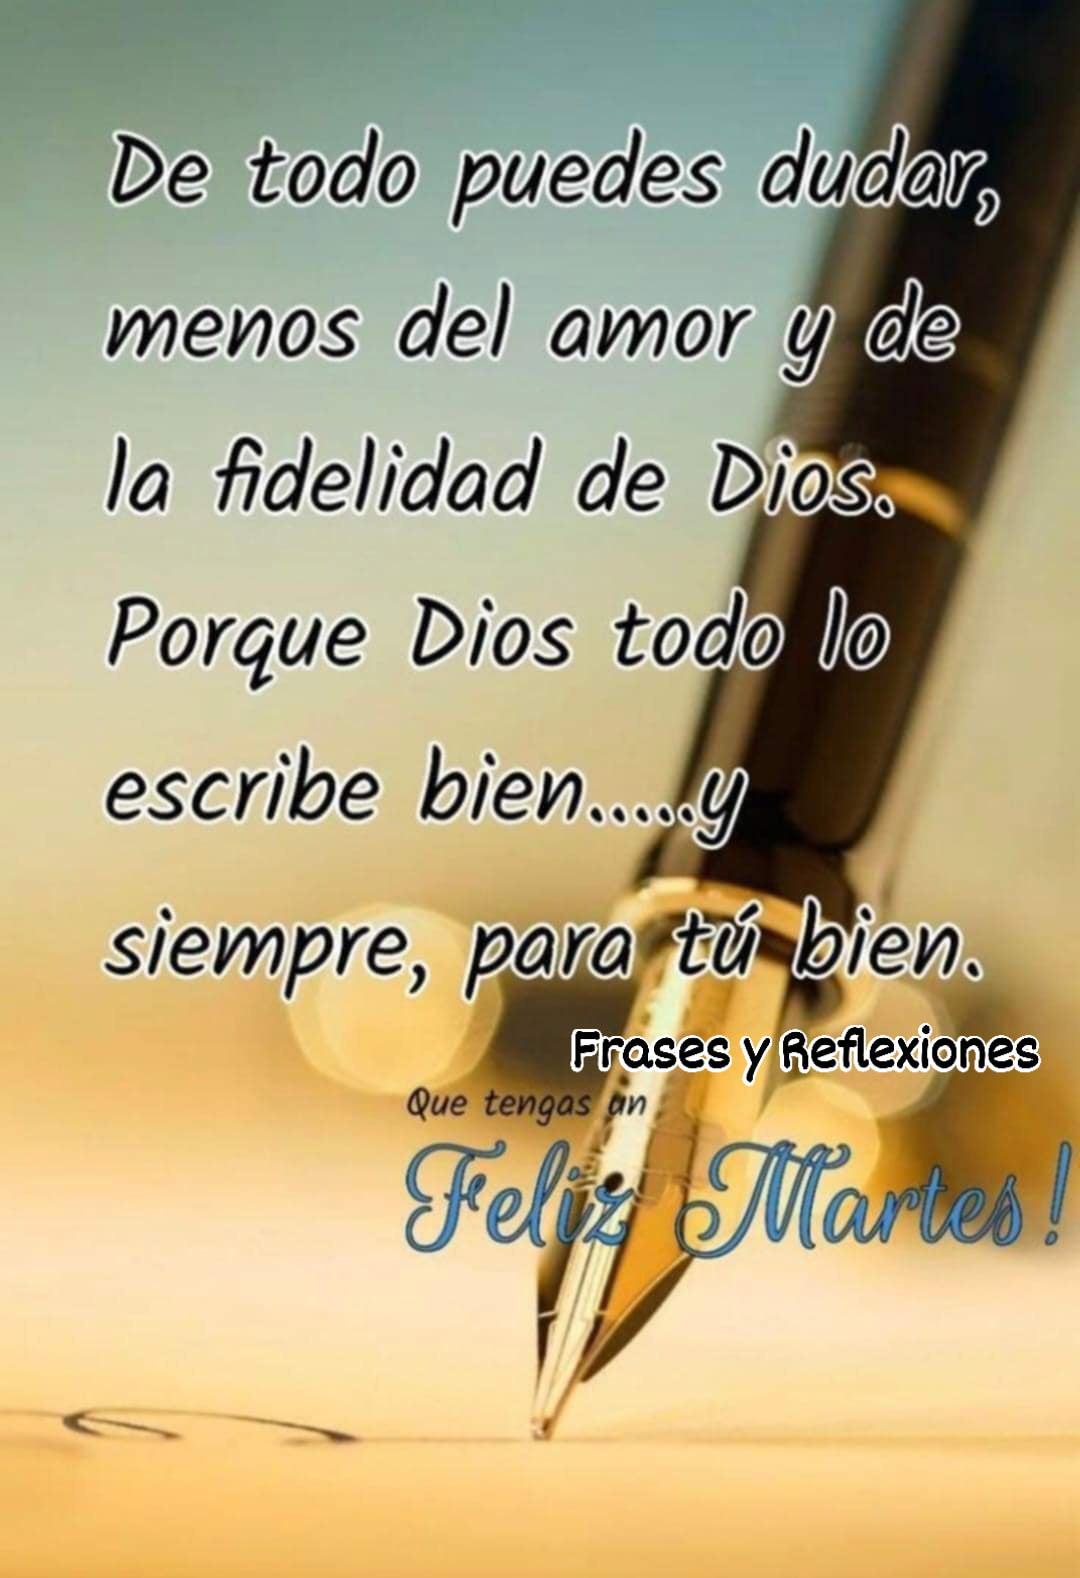 De todo puedes dudar,
menos del amor y de
la fidelidad de Dios.
Porque Dios todo lo
escribe bien.....y
siempre, para tú bien.
Frases y Reflexiones
Que tengas un
Feliz Martes!